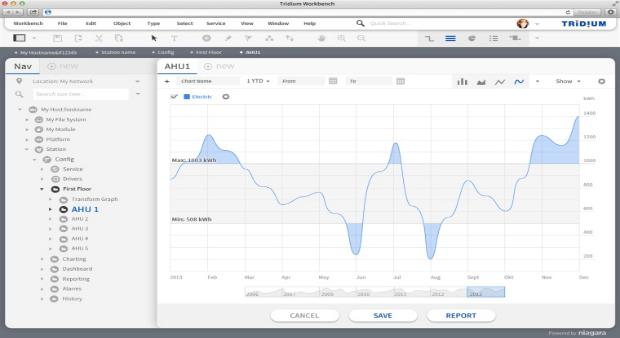 Tridium Workbench
Workbench File Edit Object Type Select View Window Help Quick Search... TRIDIUM
My Hostname#12345 Station name Config First Floor AHU1
Nav new
Location: My Network
Search tree here...
My Host:hostname
My File System
My Module
Platform
Station
Config
Service
Drivers
First Floor
Transform Graph
AHU 1
AHU 2
AHU 3
AHU 4
AHU 5
Charting
Dashboard
Reporting
Alarms
History
AHU1 new
+ Chart Name 1 YTD From To Show
Electric
kWh
1400
1200
Max: 1003 kWh
1000
800
Min: 508 kWh
600
400
200
2013 Feb Mar Apr May Jun Jul Aug Sept Okt Nov Dec
2006 2007 2009 2010 2011 2012 2013
CANCEL SAVE REPORT
Powered by niagara